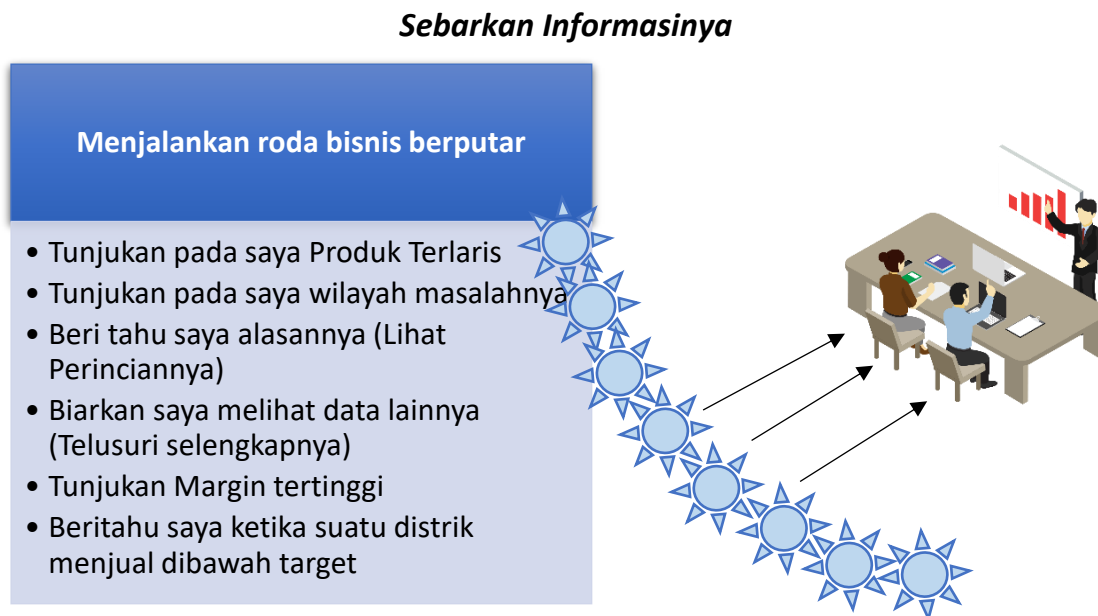 Sebarkan Informasinya
Menjalankan roda bisnis berputar
• Tunjukan pada saya Produk Terlaris
• Tunjukan pada saya wilayah masalahnya
• Beri tahu saya alasannya (Lihat
Perinciannya)
• Biarkan saya melihat data lainnya
(Telusuri selengkapnya)
• Tunjukan Margin tertinggi
• Beritahu saya ketika suatu distrik
menjual dibawah target